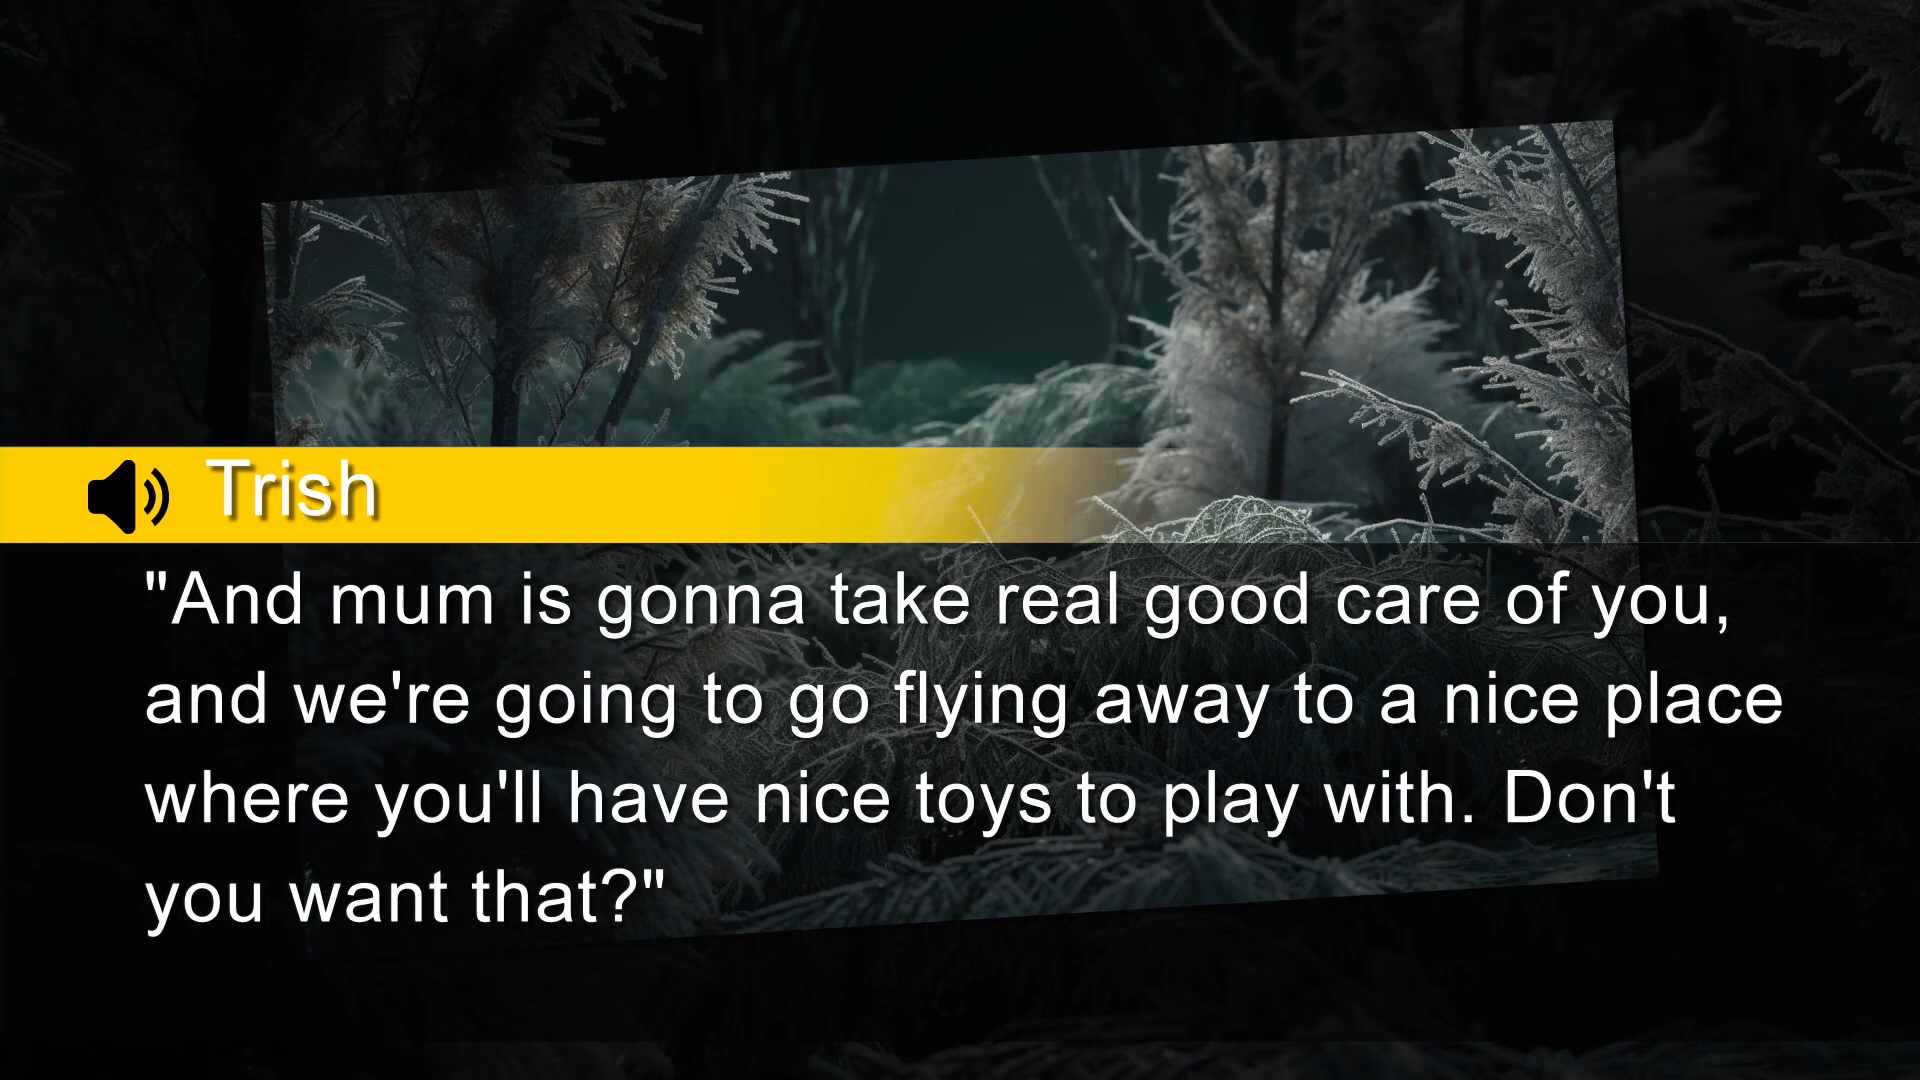 Trish
"And mum is gonna take real good care of you,
and we're going to go flying away to a nice place
where you'll have nice toys to play with. Don't
you want that?"